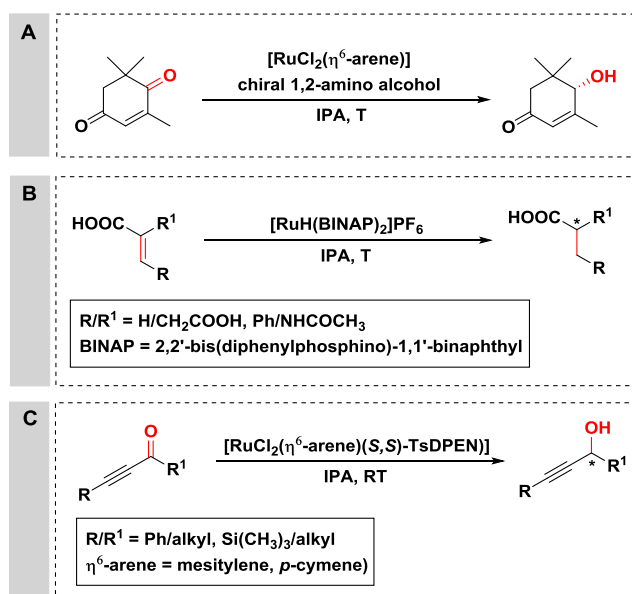 A
[RuCl₂(η⁶-arene)]
chiral 1,2-amino alcohol
IPA, T
O
O
OH
O
B
HOOC
R¹
R
[RuH(BINAP)₂]PF₆
IPA, T
HOOC
*
R¹
R
R/R¹ = H/CH₂COOH, Ph/NHCOCH₃
BINAP = 2,2'-bis(diphenylphosphino)-1,1'-binaphthyl
C
O
R¹
R
[RuCl₂(η⁶-arene)(S,S)-TsDPEN)]
IPA, RT
OH
*
R¹
R
R/R¹ = Ph/alkyl, Si(CH₃)₃/alkyl
η⁶-arene = mesitylene, p-cymene)